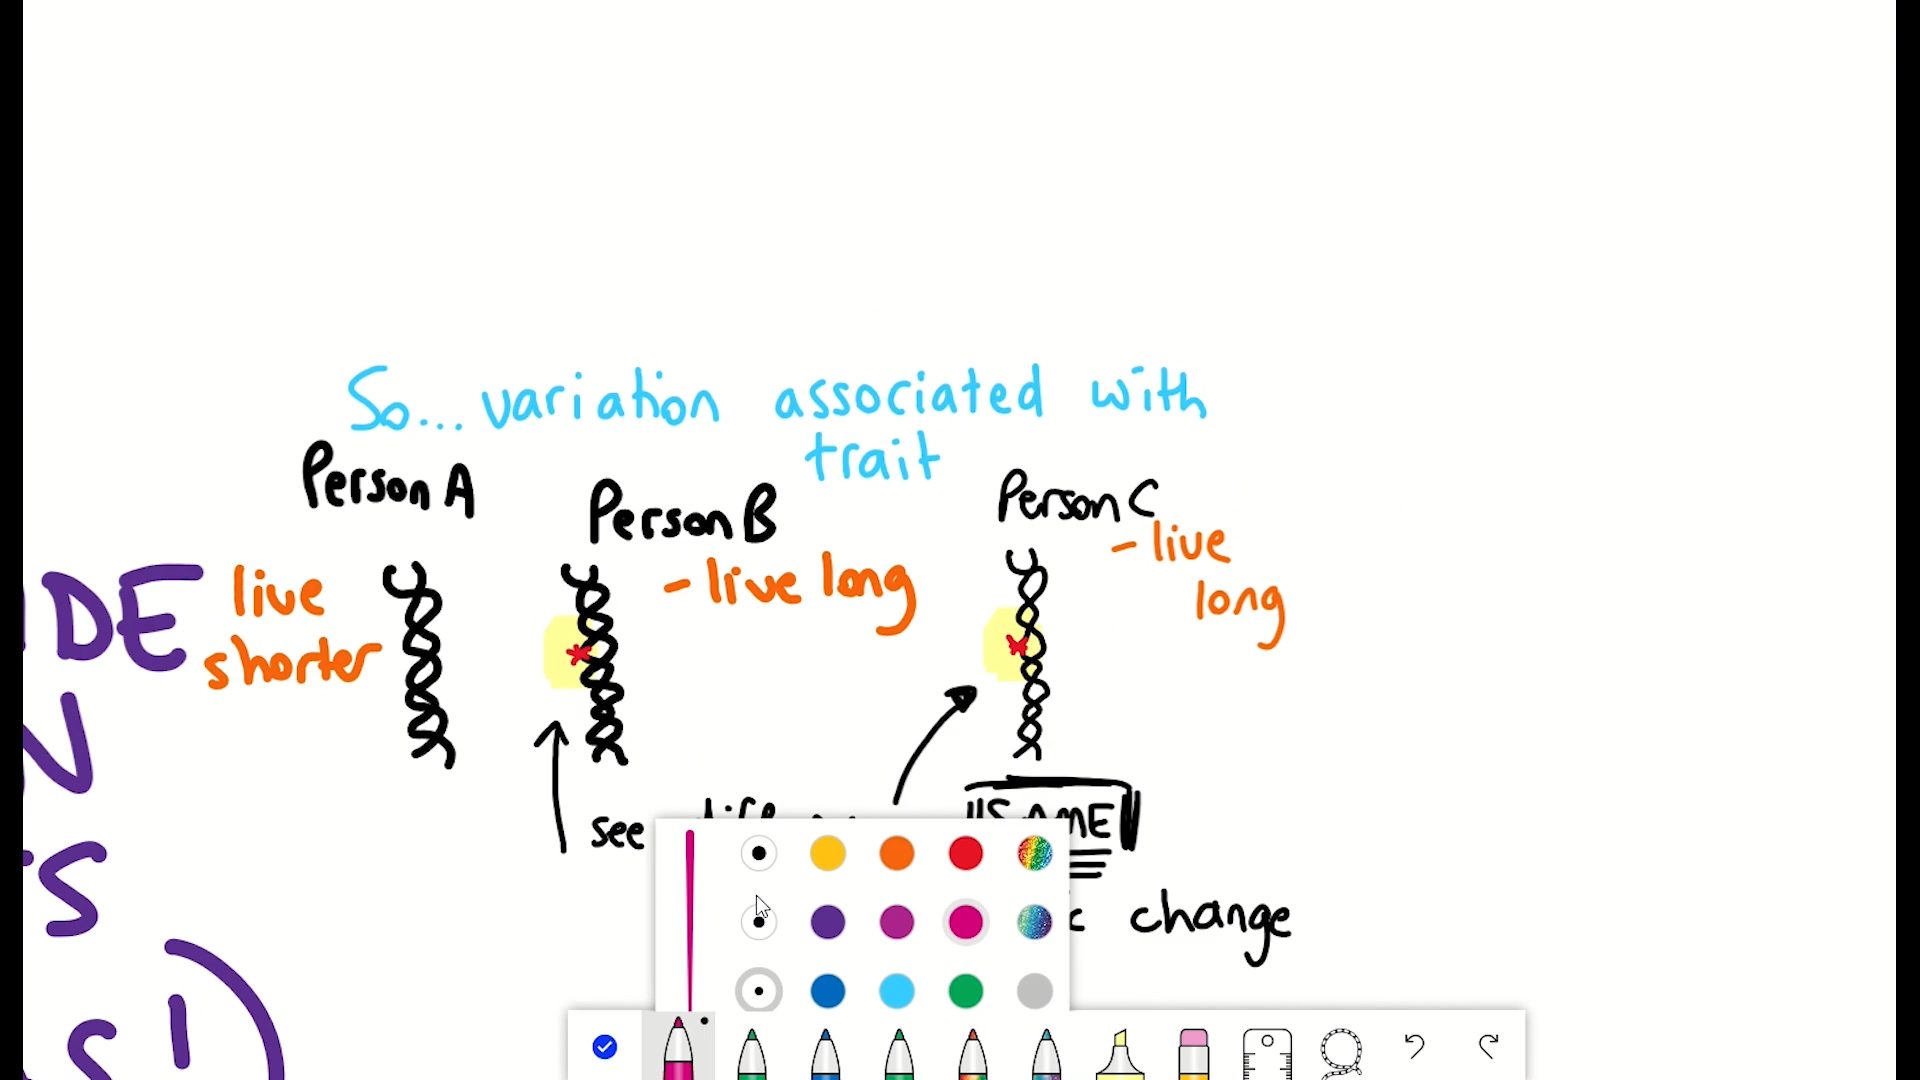 So... variation associated with
trait
Person A
Person B
Person C
live
shorter
- live long
- live
long
DE
see
"SAME"
change